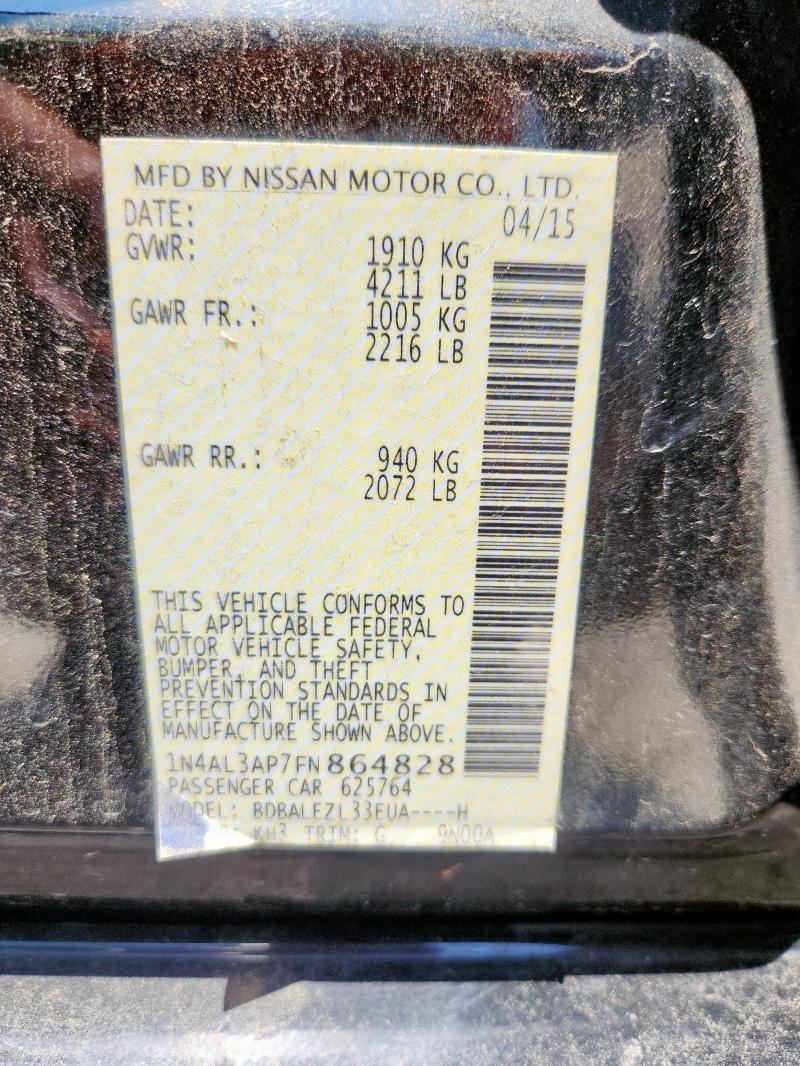 MFD BY NISSAN MOTOR CO., LTD.
DATE: 04/15
GVWR: 1910 KG
4211 LB
GAWR FR.: 1005 KG
2216 LB
GAWR RR.: 940 KG
2072 LB
THIS VEHICLE CONFORMS TO
ALL APPLICABLE FEDERAL
MOTOR VEHICLE SAFETY,
BUMPER, AND THEFT
PREVENTION STANDARDS IN
EFFECT ON THE DATE OF
MANUFACTURE SHOWN ABOVE.
1N4AL3AP7FN864828
PASSENGER CAR 625764
MODEL: BDBALEZL33EUA----H
KH3 TRIM: G 9N00A